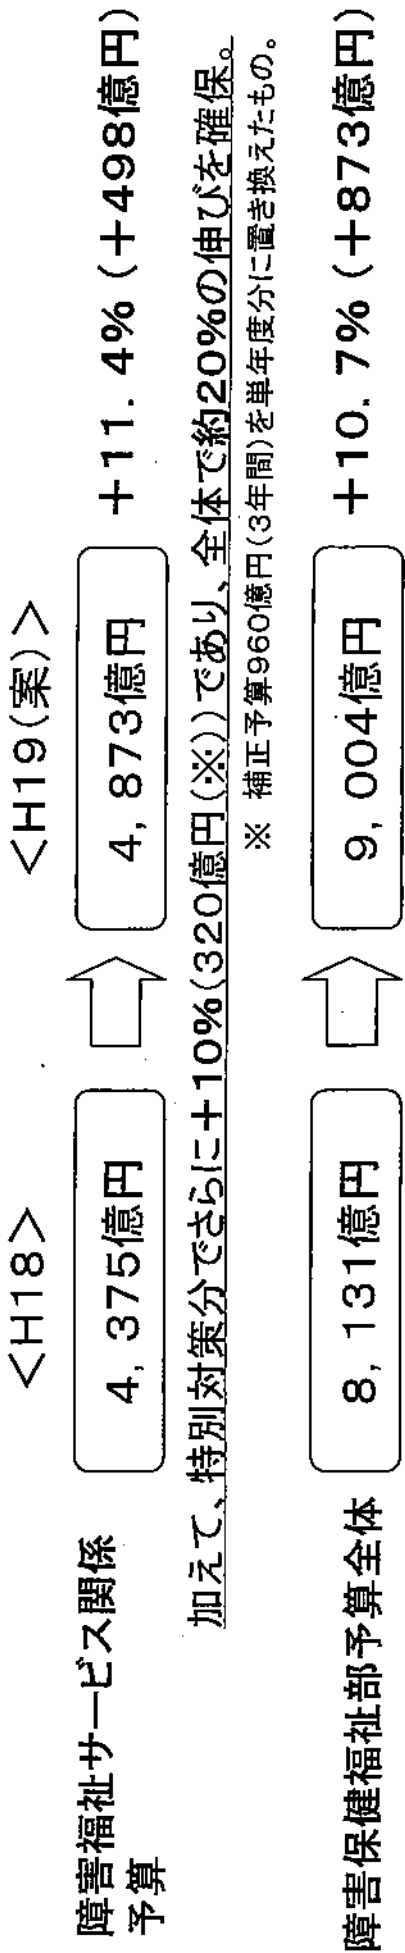 <H18>
<H19(案)>
障害福祉サービス関係
予算
4,375億円
4,873億円
+11.4%(+498億円)
加えて、特別対策分でさらに+10%(320億円(※))であり、全体で約20%の伸びを確保。
※ 補正予算960億円(3年間)を単年度分に置き換えたもの。
障害保健福祉部予算全体
8,131億円
9,004億円
+10.7%(+873億円)